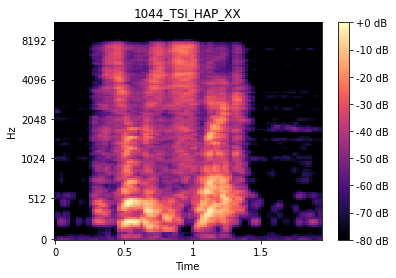 1044_TSI_HAP_XX
8192
4096
2048
1024
512
0
Hz
0
0.5
1
1.5
Time
+0 dB
-10 dB
-20 dB
-30 dB
-40 dB
-50 dB
-60 dB
-70 dB
-80 dB